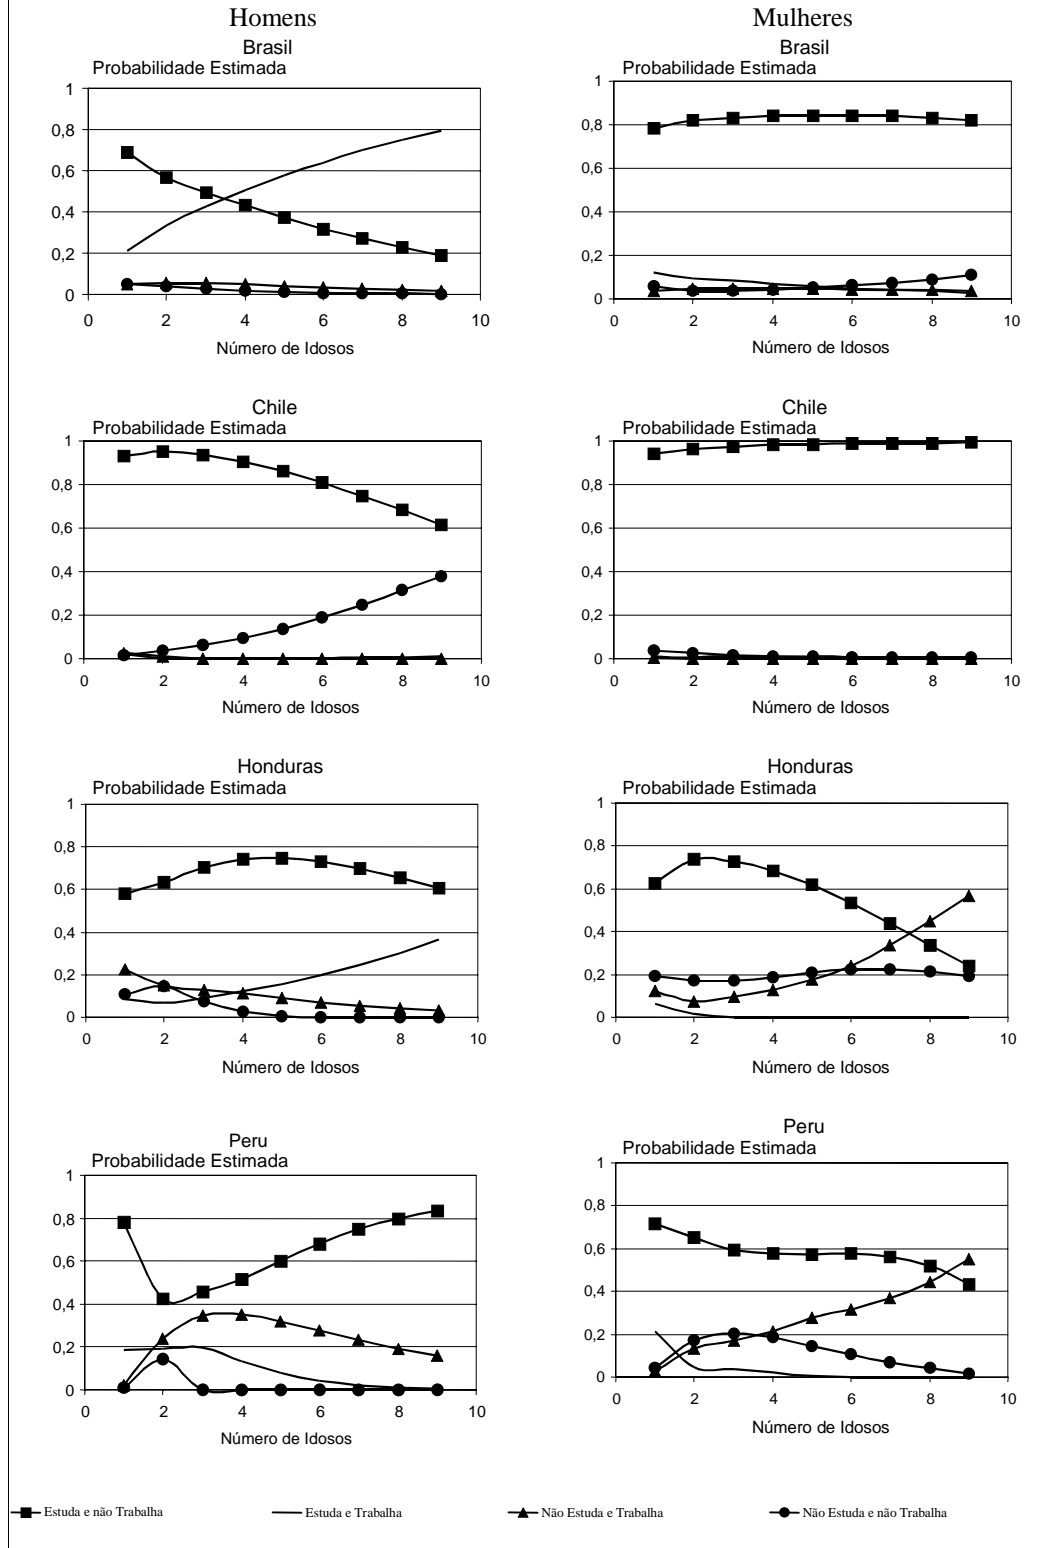 Homens
Mulheres
Brasil
Probabilidade Estimada
1
0,8
0,6
0,4
0,2
0
0 2 4 6 8 10
Número de Idosos
Brasil
Probabilidade Estimada
1
0,8
0,6
0,4
0,2
0
0 2 4 6 8 10
Número de Idosos
Chile
Probabilidade Estimada
1
0,8
0,6
0,4
0,2
0
0 2 4 6 8 10
Número de Idosos
Chile
Probabilidade Estimada
1
0,8
0,6
0,4
0,2
0
0 2 4 6 8 10
Número de Idosos
Honduras
Probabilidade Estimada
1
0,8
0,6
0,4
0,2
0
0 2 4 6 8 10
Número de Idosos
Honduras
Probabilidade Estimada
1
0,8
0,6
0,4
0,2
0
0 2 4 6 8 10
Número de Idosos
Peru
Probabilidade Estimada
1
0,8
0,6
0,4
0,2
0
0 2 4 6 8 10
Número de Idosos
Peru
Probabilidade Estimada
1
0,8
0,6
0,4
0,2
0
0 2 4 6 8 10
Número de Idosos
Estuda e não Trabalha Estuda e Trabalha Não Estuda e Trabalha Não Estuda e não Trabalha